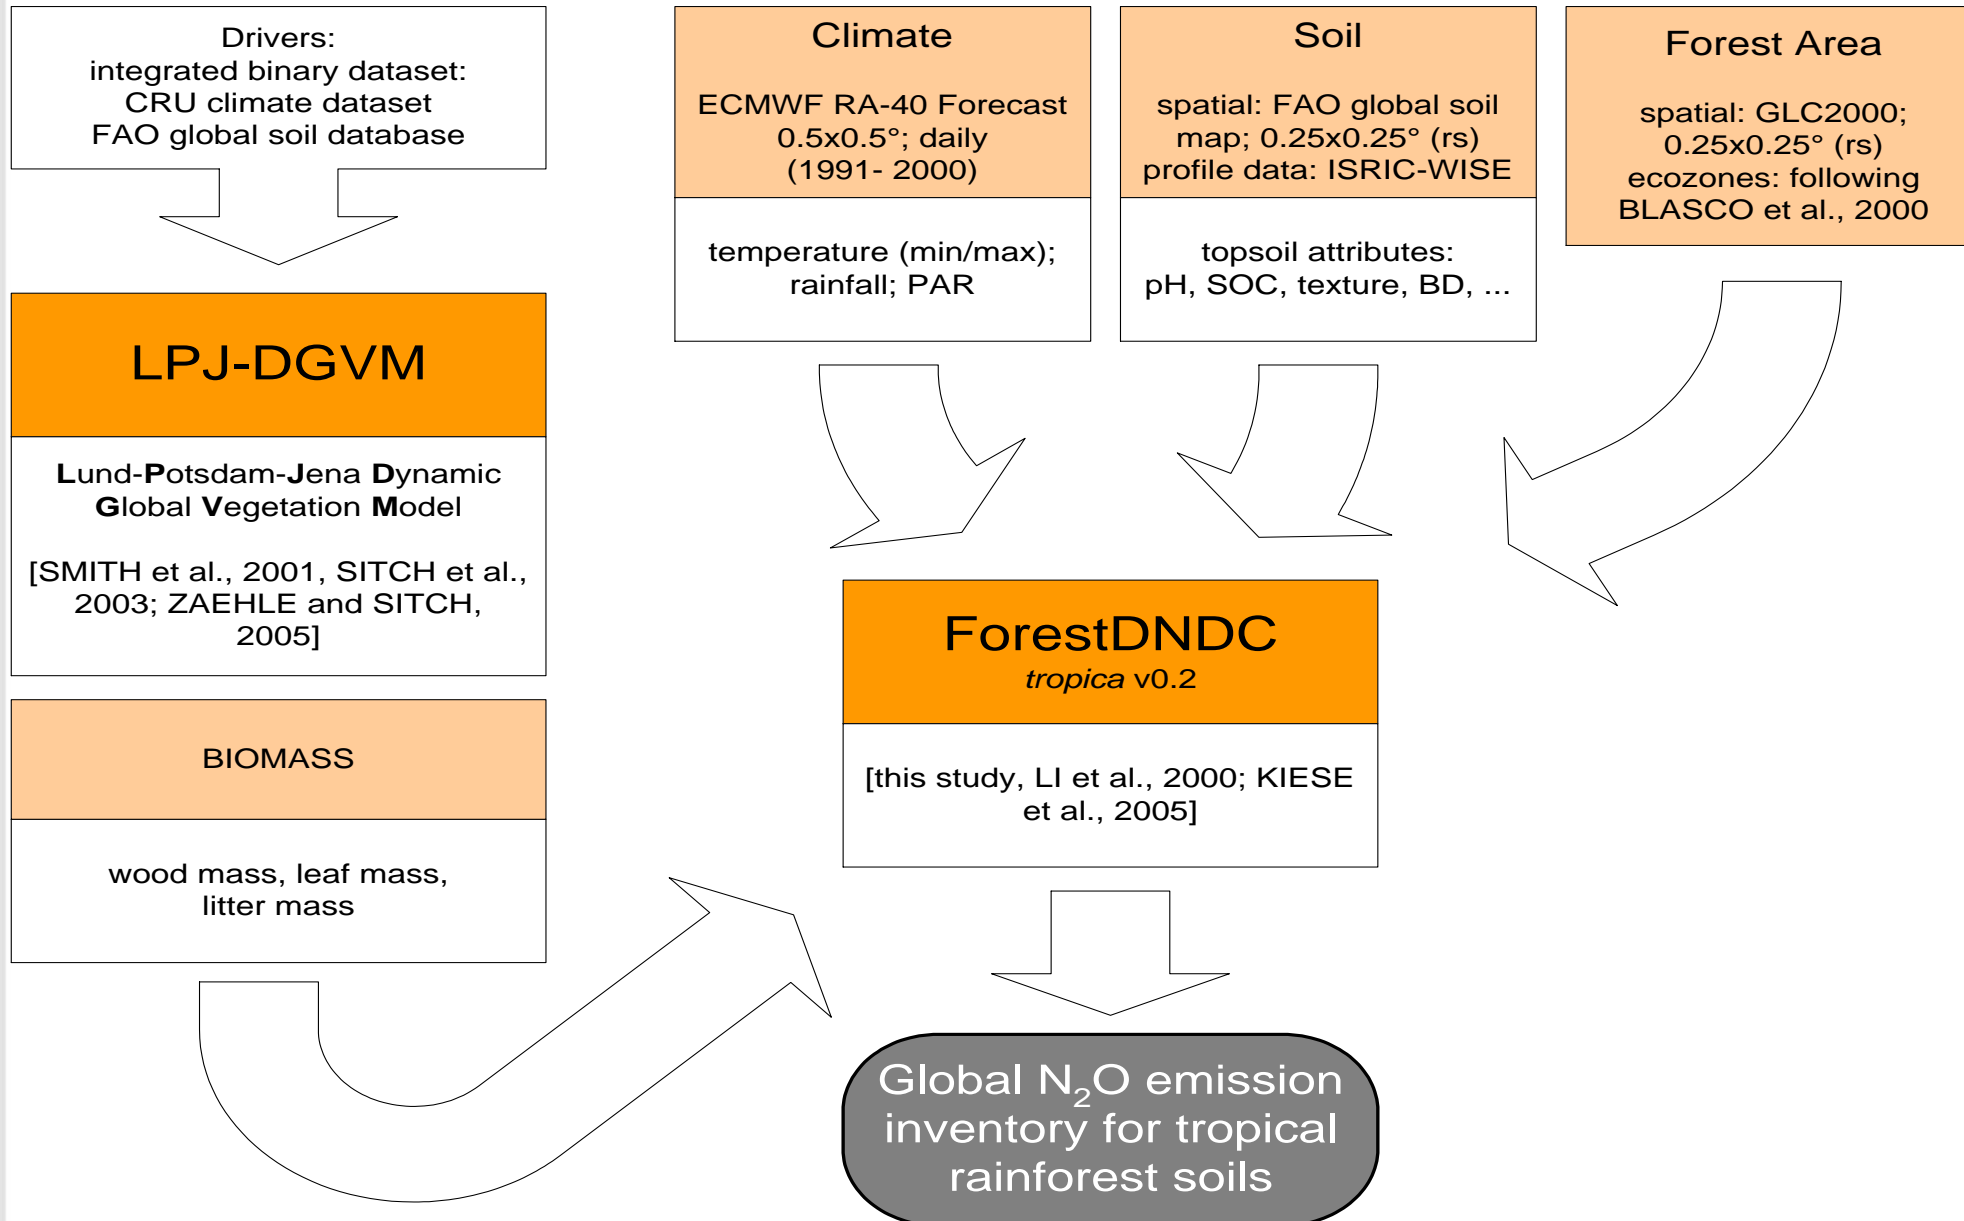 Drivers:
integrated binary dataset:
CRU climate dataset
FAO global soil database
LPJ-DGVM
Lund-Potsdam-Jena Dynamic
Global Vegetation Model
[SMITH et al., 2001, SITCH et al.,
2003; ZAEHLE and SITCH,
2005]
BIOMASS
wood mass, leaf mass,
litter mass
Climate
ECMWF RA-40 Forecast
0.5x0.5°; daily
(1991- 2000)
temperature (min/max);
rainfall; PAR
Soil
spatial: FAO global soil
map; 0.25x0.25° (rs)
profile data: ISRIC-WISE
topsoil attributes:
pH, SOC, texture, BD, ...
Forest Area
spatial: GLC2000;
0.25x0.25° (rs)
ecozones: following
BLASCO et al., 2000
ForestDNDC
tropica v0.2
[this study, LI et al., 2000; KIESE
et al., 2005]
Global N₂O emission
inventory for tropical
rainforest soils